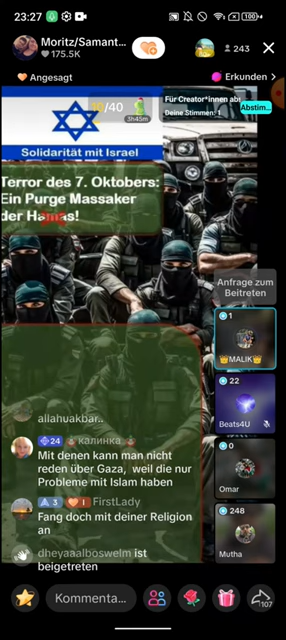 23:27
100+
Moritz/Samant...
175.5K
243
Angesagt
Erkunden >
/40
3h45m
Für Creator*innen ab
Deine Stimmen: 1
Abstim...
Solidarität mit Israel
Terror des 7. Oktobers:
Ein Purge Massaker
der Hamas!
Anfrage zum
Beitreten
1
MALIK
22
Beats4U
0
Omar
248
Mutha
allahuakbar..
24 калинка
Mit denen kann man nicht
reden über Gaza, weil die nur
Probleme mit Islam haben
3 1 FirstLady
Fang doch mit deiner Religion
an
dheyaaalboswelm ist
beigetreten
Kommenta...
107